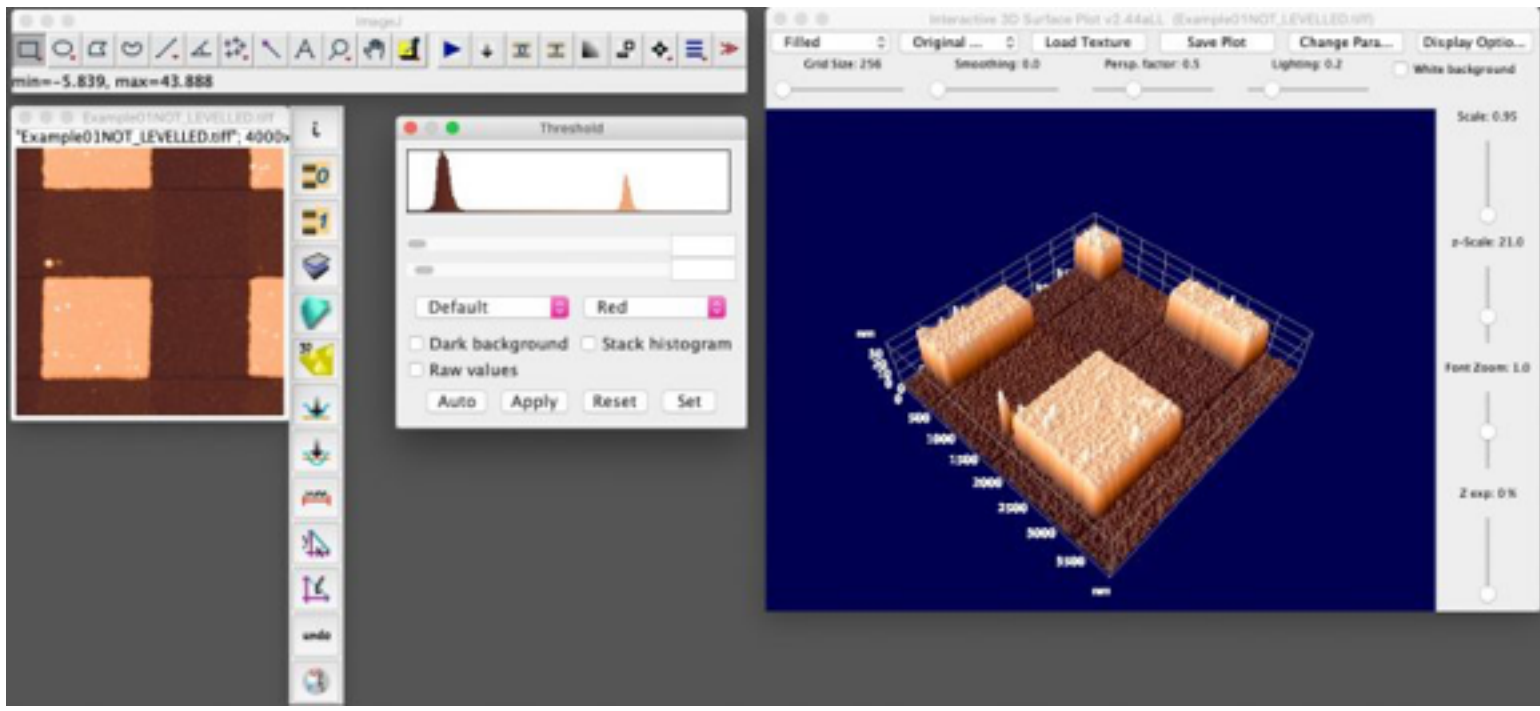 ImageJ
min=-5.839, max=43.888
Example01NOT_LEVELLED.tiff
"Example01NOT_LEVELLED.tiff"; 4000x
undo
Threshold
Default
Red
Dark background
Stack histogram
Raw values
Auto
Apply
Reset
Set
Interactive 3D Surface Plot v2.44aLL (Example01NOT_LEVELLED.tiff)
Filled
Original ...
Load Texture
Save Plot
Change Para...
Display Optio...
Grid Size: 256
Smoothing: 0.0
Persp. factor: 0.5
Lighting: 0.2
White background
Scale: 0.95
z-Scale: 21.0
Font Zoom: 1.0
Z exp: 0 %
nm
0
500
1000
1500
2000
2500
3000
3500
nm